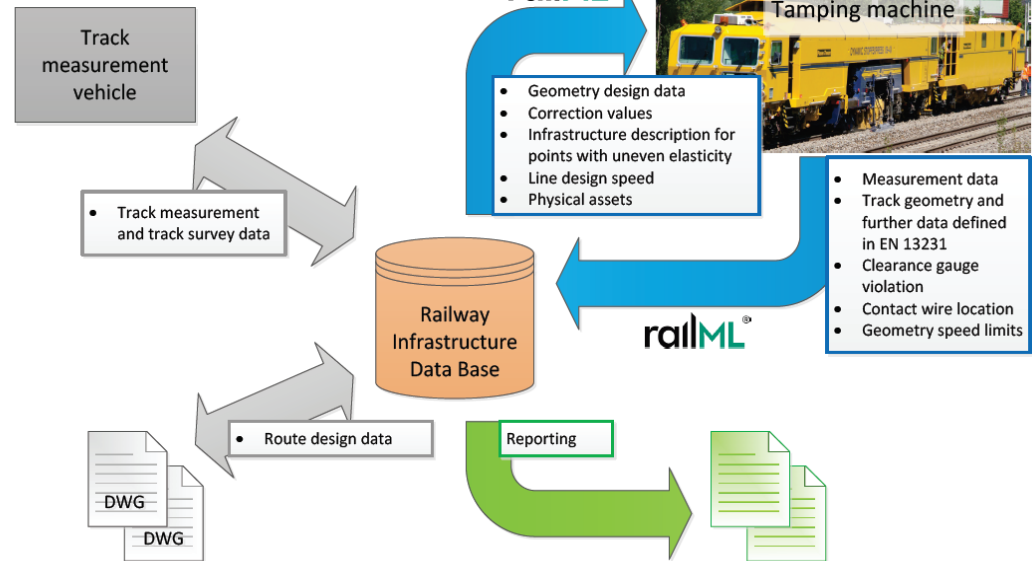 Tamping machine
Track
measurement
vehicle
• Geometry design data
• Correction values
• Infrastructure description for
points with uneven elasticity
• Line design speed
• Physical assets
• Measurement data
• Track geometry and
further data defined
in EN 13231
• Clearance gauge
violation
• Contact wire location
• Geometry speed limits
• Track measurement
and track survey data
Railway
Infrastructure
Data Base
railML®
• Route design data
Reporting
DWG
DWG